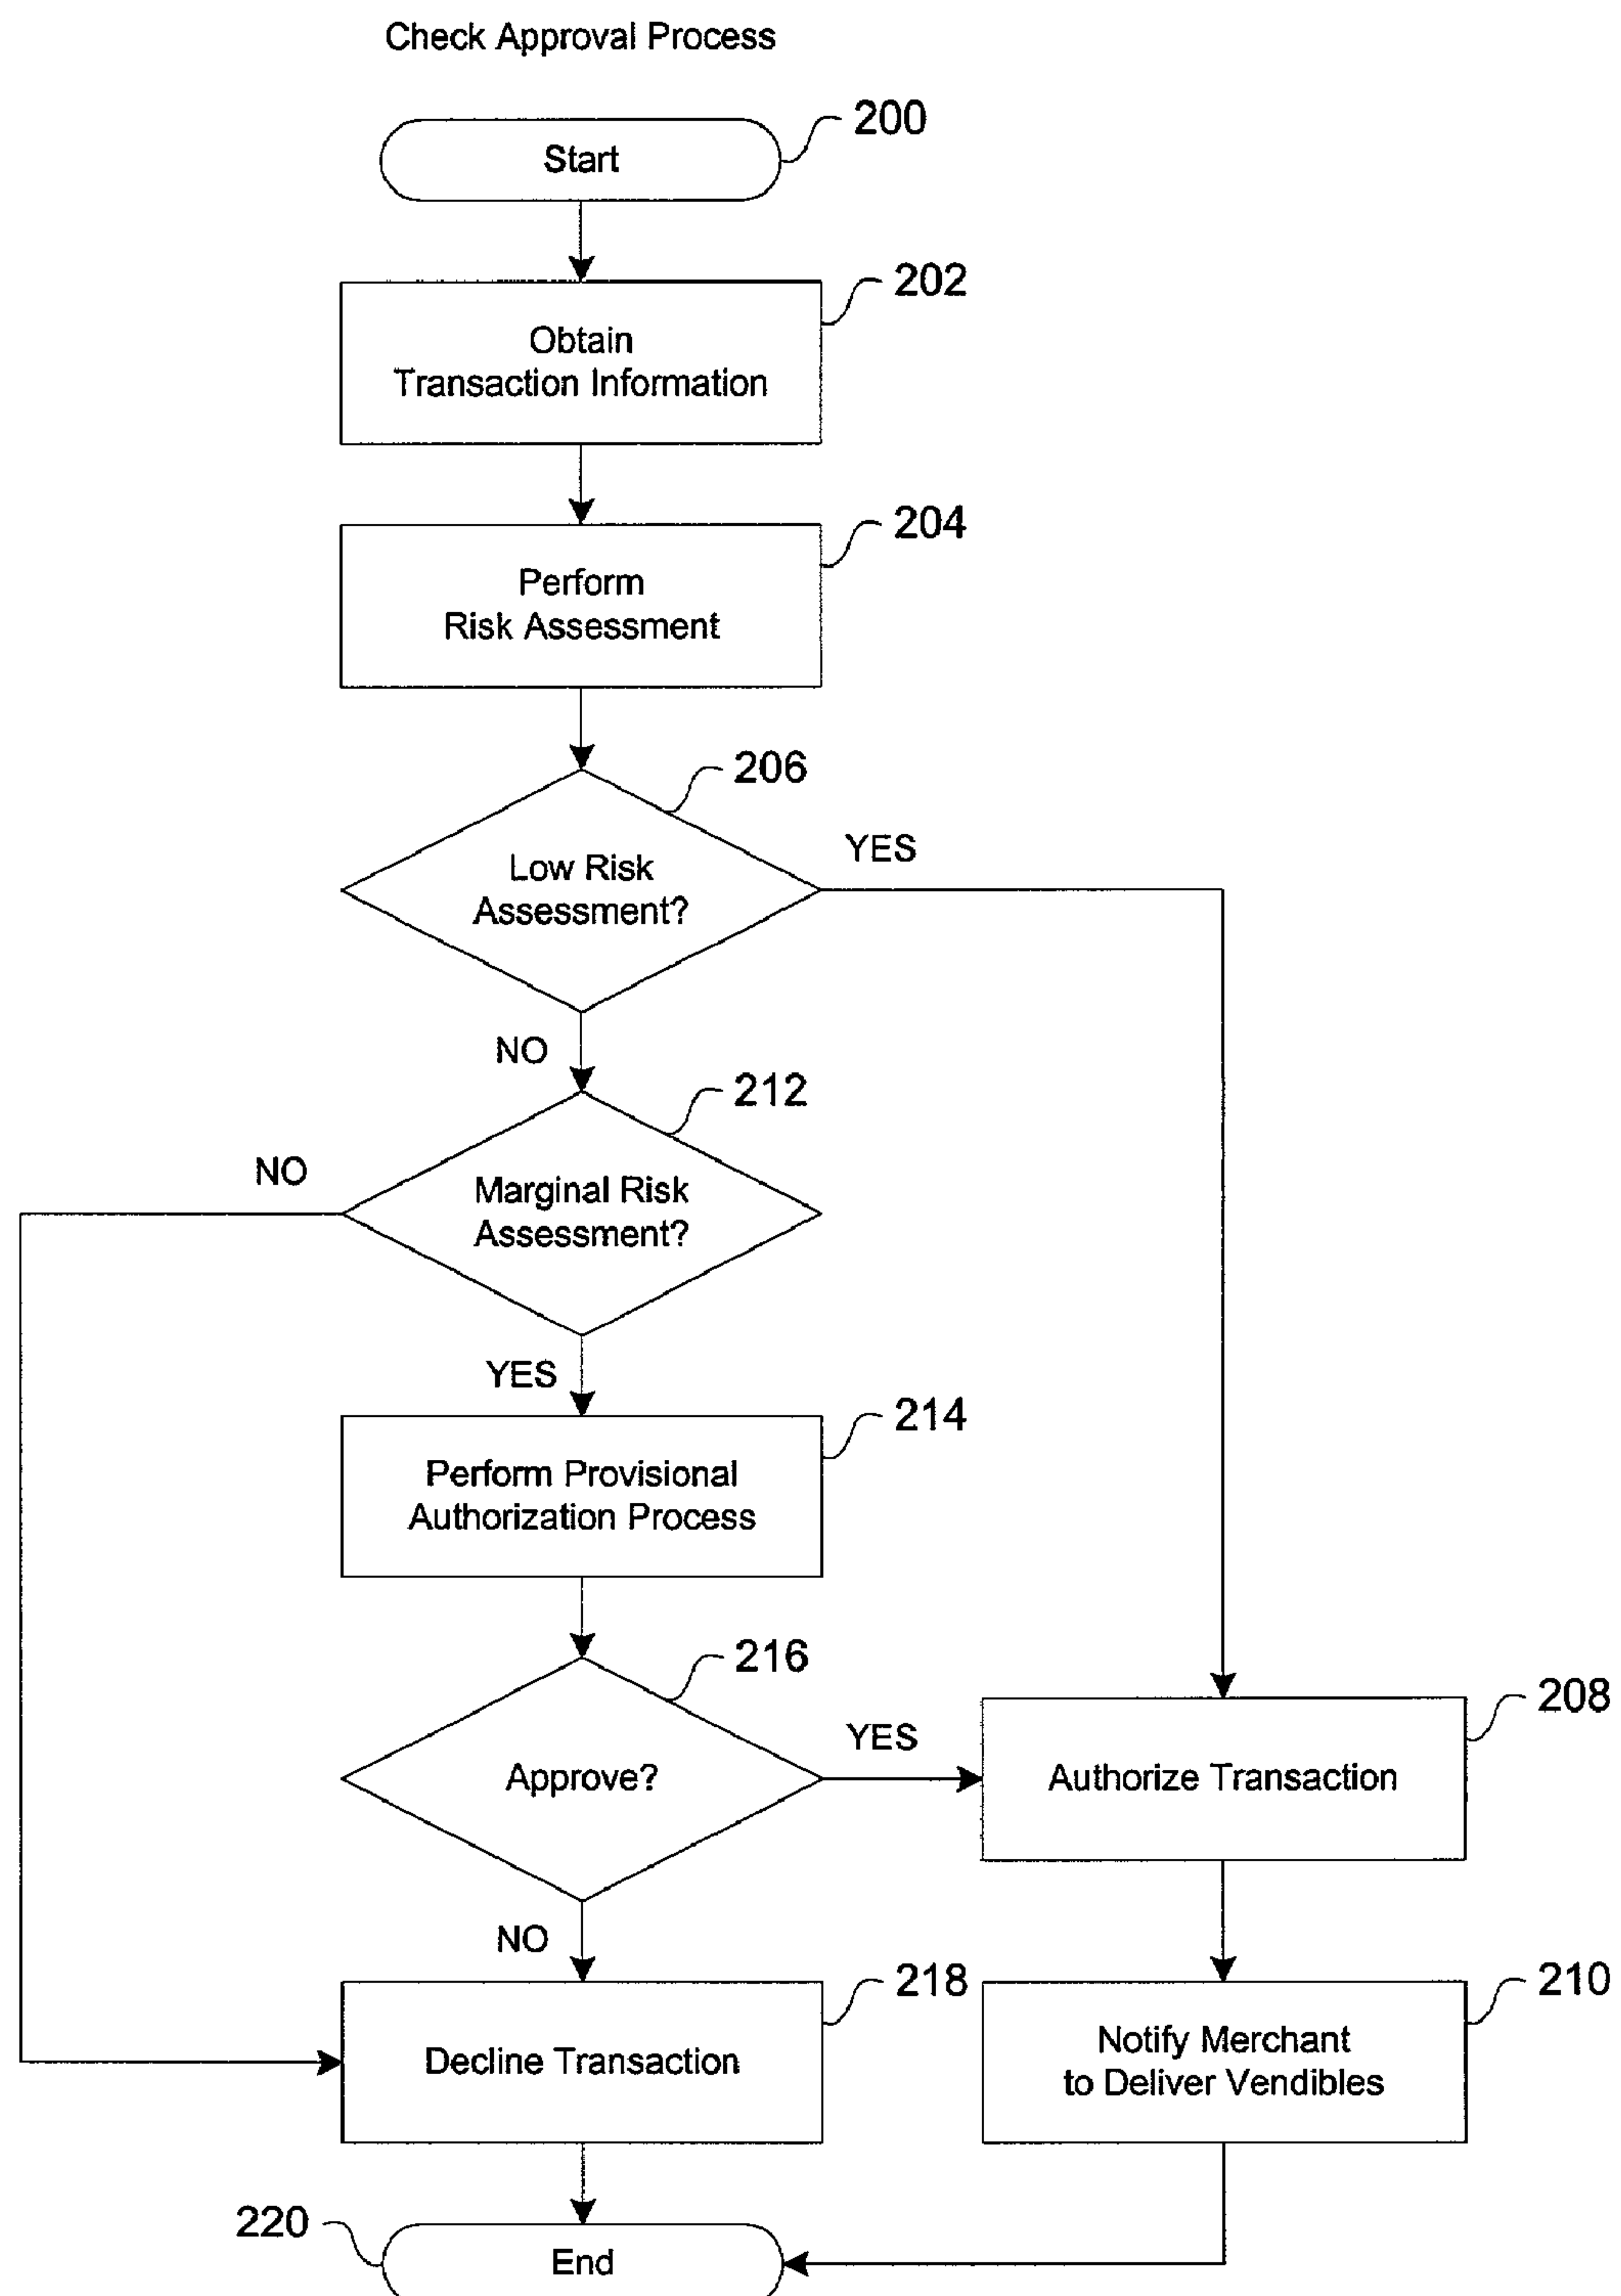 Check Approval Process
200
Start
202
Obtain
Transaction Information
204
Perform
Risk Assessment
206
Low Risk
Assessment?
YES
NO
212
NO
Marginal Risk
Assessment?
YES
214
Perform Provisional
Authorization Process
216
Approve?
YES
208
Authorize Transaction
NO
218
Decline Transaction
210
Notify Merchant
to Deliver Vendibles
220
End